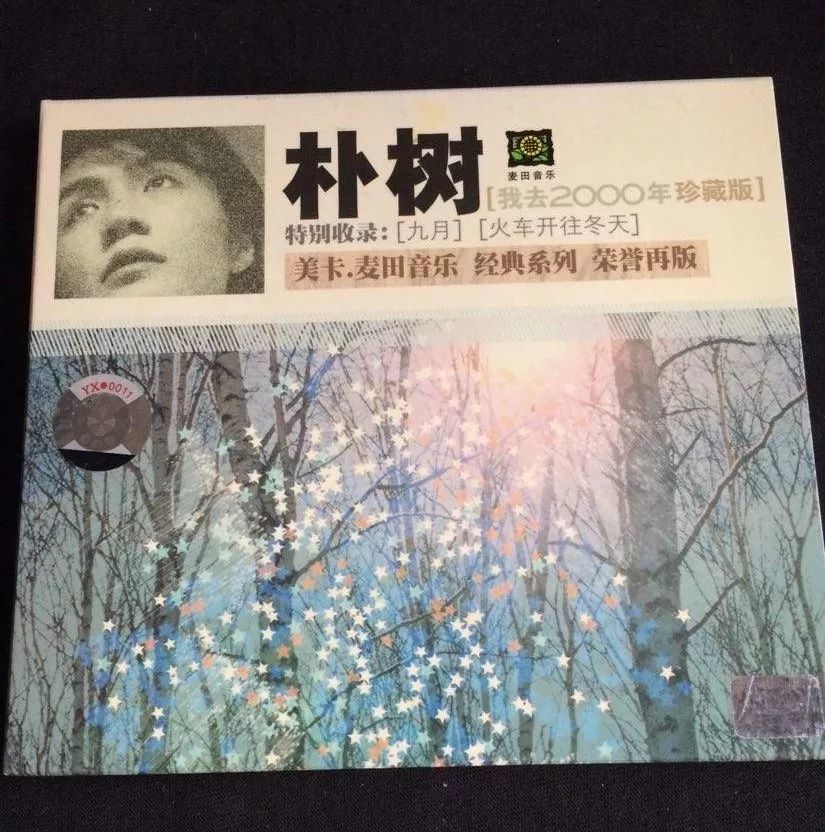 朴树
麦田音乐
[我去2000年珍藏版]
特别收录:[九月] [火车开往冬天]
美卡.麦田音乐 经典系列 荣誉再版
YX●0011